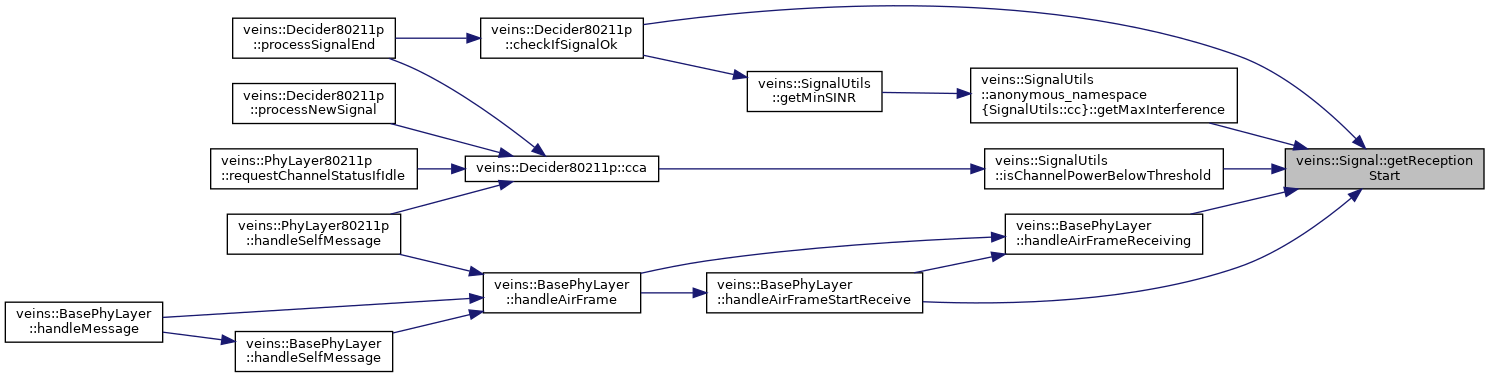 veins::Decider80211p
::processSignalEnd
veins::Decider80211p
::checkIfSignalOk
veins::SignalUtils
::getMinSINR
veins::SignalUtils
::anonymous_namespace
{SignalUtils::cc}::getMaxInterference
veins::Decider80211p
::processNewSignal
veins::PhyLayer80211p
::requestChannelStatusIfIdle
veins::Decider80211p::cca
veins::SignalUtils
::isChannelPowerBelowThreshold
veins::Signal::getReception
Start
veins::PhyLayer80211p
::handleSelfMessage
veins::BasePhyLayer
::handleAirFrameReceiving
veins::BasePhyLayer
::handleAirFrame
veins::BasePhyLayer
::handleAirFrameStartReceive
veins::BasePhyLayer
::handleMessage
veins::BasePhyLayer
::handleSelfMessage